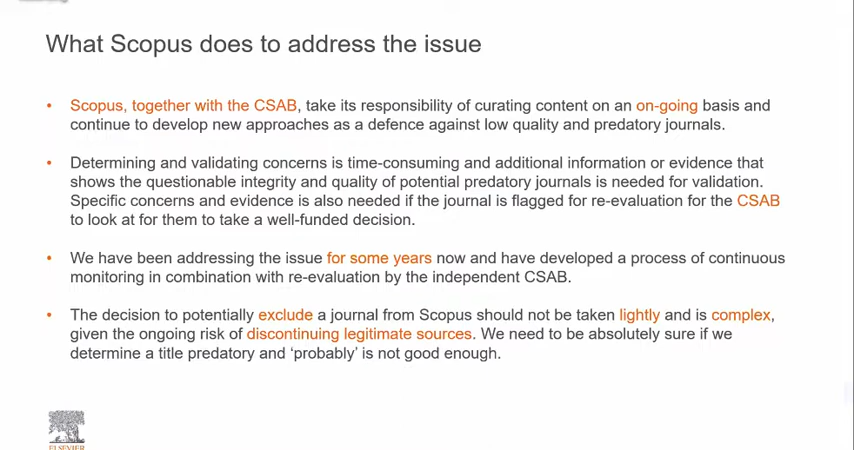 What Scopus does to address the issue
• Scopus, together with the CSAB, take its responsibility of curating content on an on-going basis and
continue to develop new approaches as a defence against low quality and predatory journals.
• Determining and validating concerns is time-consuming and additional information or evidence that
shows the questionable integrity and quality of potential predatory journals is needed for validation.
Specific concerns and evidence is also needed if the journal is flagged for re-evaluation for the CSAB
to look at for them to take a well-funded decision.
• We have been addressing the issue for some years now and have developed a process of continuous
monitoring in combination with re-evaluation by the independent CSAB.
• The decision to potentially exclude a journal from Scopus should not be taken lightly and is complex,
given the ongoing risk of discontinuing legitimate sources. We need to be absolutely sure if we
determine a title predatory and ‘probably’ is not good enough.
ELSEVIER